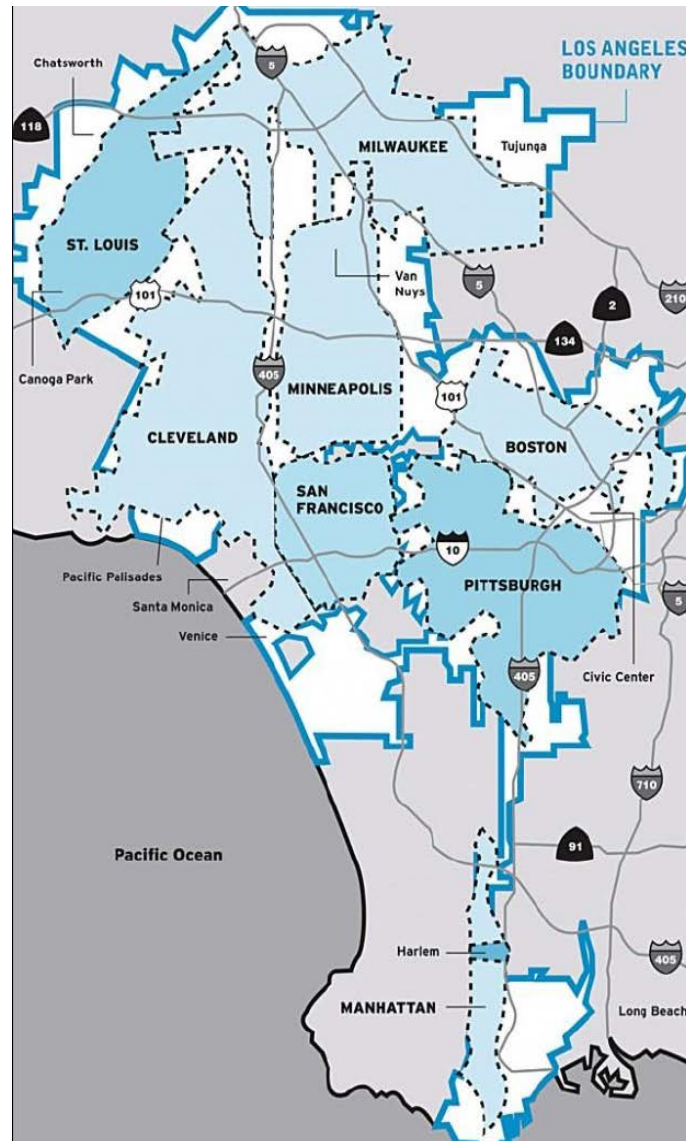 LOS ANGELES
BOUNDARY
Chatsworth
5
118
MILWAUKEE
Tujunga
ST. LOUIS
Van
Nuys
5
101
2
210
134
Canoga Park
405
MINNEAPOLIS
101
CLEVELAND
BOSTON
SAN
FRANCISCO
10
Pacific Palisades
PITTSBURGH
Santa Monica
5
Venice
405
Civic Center
710
Pacific Ocean
91
Harlem
405
MANHATTAN
Long Beach